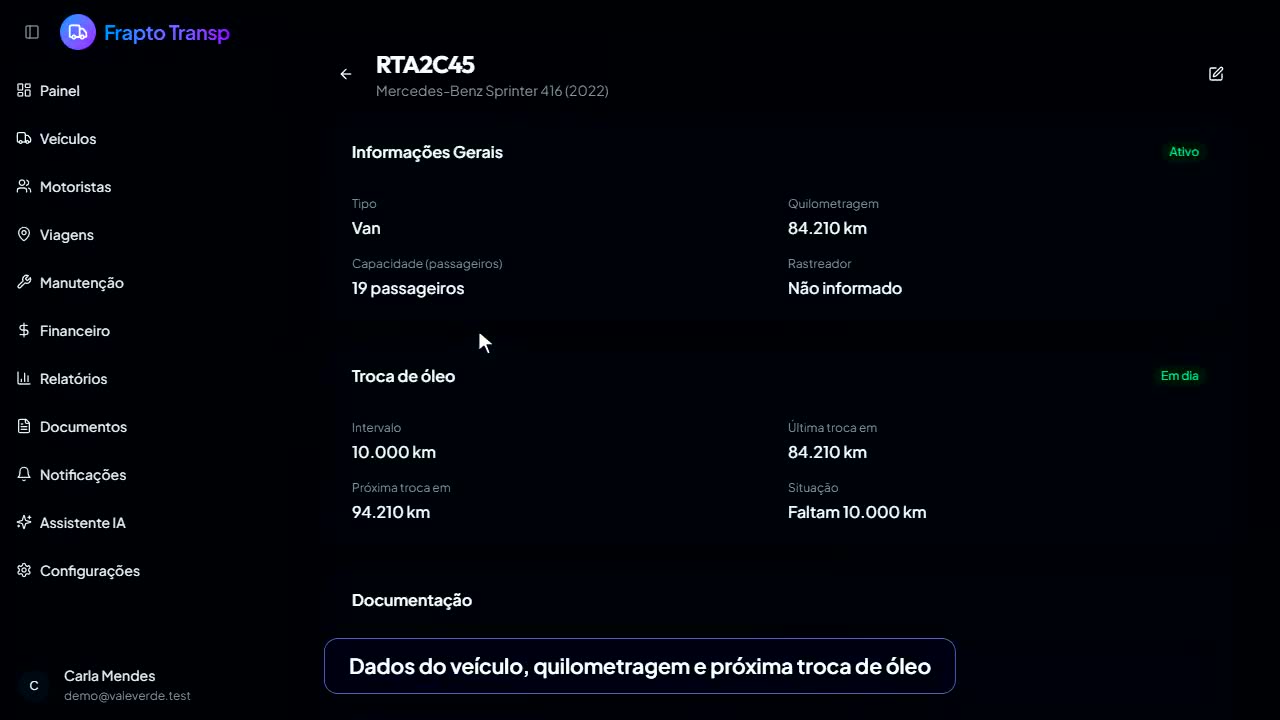 Frapto Transp
Painel
Veículos
Motoristas
Viagens
Manutenção
Financeiro
Relatórios
Documentos
Notificações
Assistente IA
Configurações
C
Carla Mendes
demo@valeverde.test
RTA2C45
Mercedes-Benz Sprinter 416 (2022)
Informações Gerais
Ativo
Tipo
Van
Quilometragem
84.210 km
Capacidade (passageiros)
19 passageiros
Rastreador
Não informado
Troca de óleo
Em dia
Intervalo
10.000 km
Última troca em
84.210 km
Próxima troca em
94.210 km
Situação
Faltam 10.000 km
Documentação
Dados do veículo, quilometragem e próxima troca de óleo